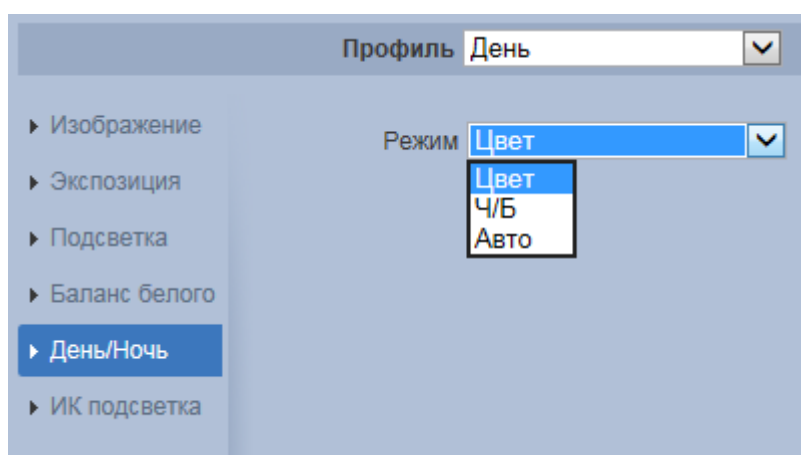 Профиль День
Изображение
Режим Цвет
Экспозиция
Цвет
Ч/Б
Подсветка
Авто
Баланс белого
День/Ночь
ИК подсветка